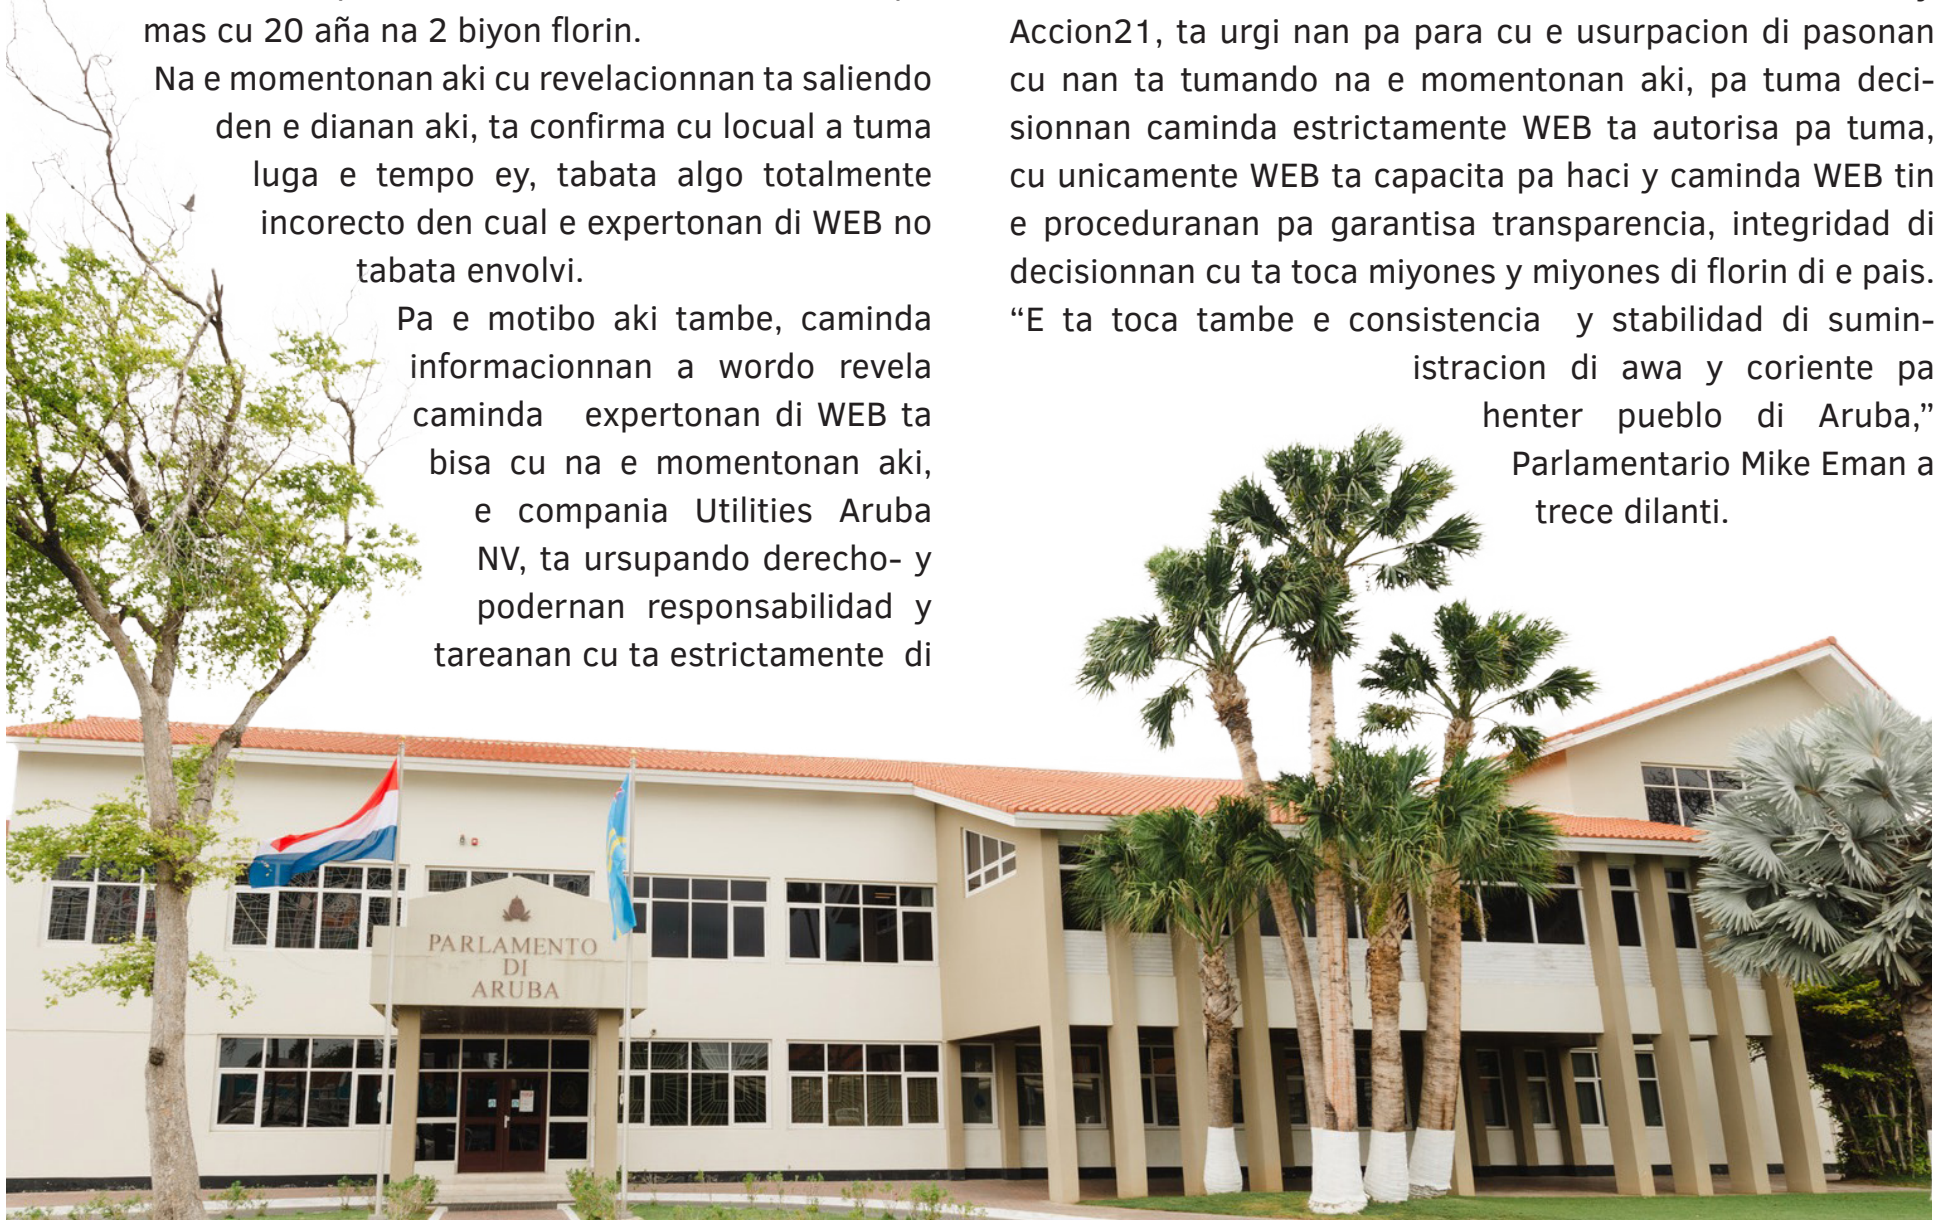 mas cu 20 aña na 2 biyon florin.
Na e momentonan aki cu revelacionnan ta saliendo
den e dianan aki, ta confirma cu locual a tuma
luga e tempo ey, tabata algo totalmente
incorecto den cual e expertonan di WEB no
tabata envolvi.
Pa e motibo aki tambe, caminda
informacionnan a wordo revela
caminda expertonan di WEB ta
bisa cu na e momentonan aki,
e compania Utilities Aruba
NV, ta ursupando derecho- y
podernan responsabilidad y
tareanan cu ta estrictamente di
Accion21, ta urgi nan pa para cu e usurpacion di pasonan
cu nan ta tumando na e momentonan aki, pa tuma deci-
sionnan caminda estrictamente WEB ta autorisa pa tuma,
cu unicamente WEB ta capacita pa haci y caminda WEB tin
e proceduranan pa garantisa transparencia, integridad di
decisionnan cu ta toca miyones y miyones di florin di e pais.
“E ta toca tambe e consistencia y stabilidad di sumin-
istracion di awa y coriente pa
henter pueblo di Aruba,”
Parlamentario Mike Eman a
trece dilanti.
PARLAMENTO
DI
ARUBA